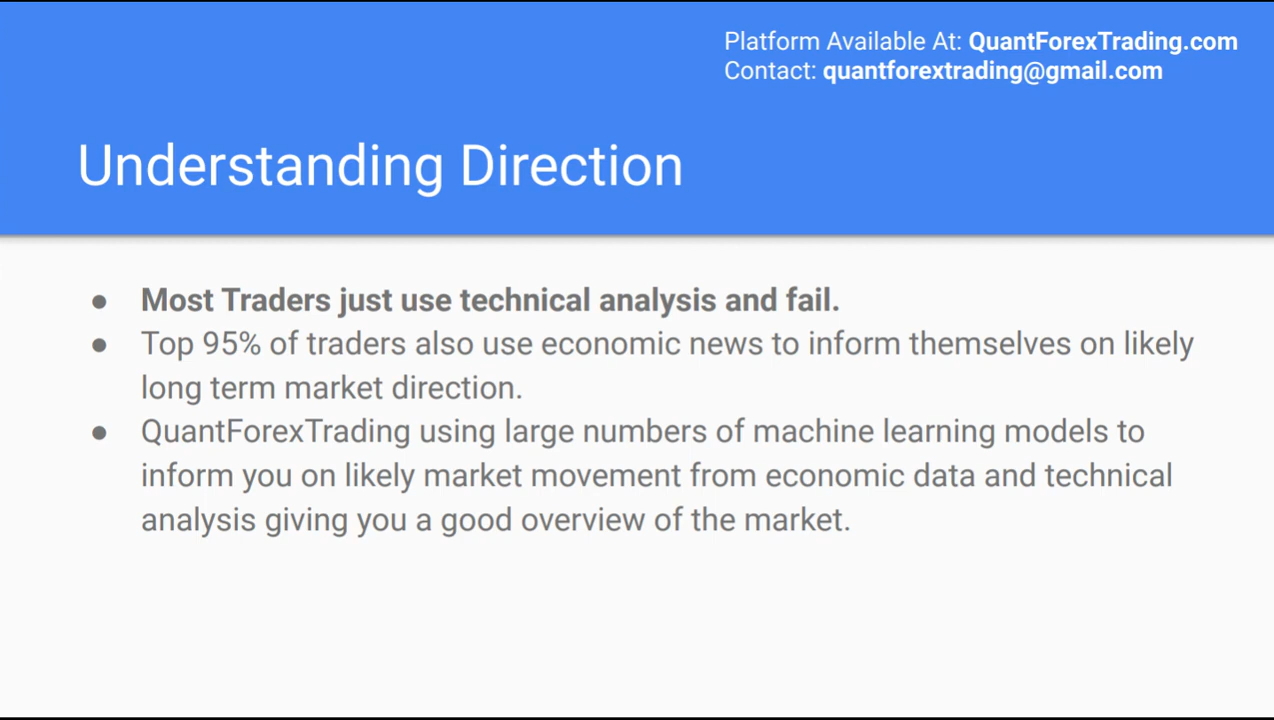 Platform Available At: QuantForexTrading.com
Contact: quantforextrading@gmail.com
Understanding Direction
● Most Traders just use technical analysis and fail.
● Top 95% of traders also use economic news to inform themselves on likely
long term market direction.
● QuantForexTrading using large numbers of machine learning models to
inform you on likely market movement from economic data and technical
analysis giving you a good overview of the market.